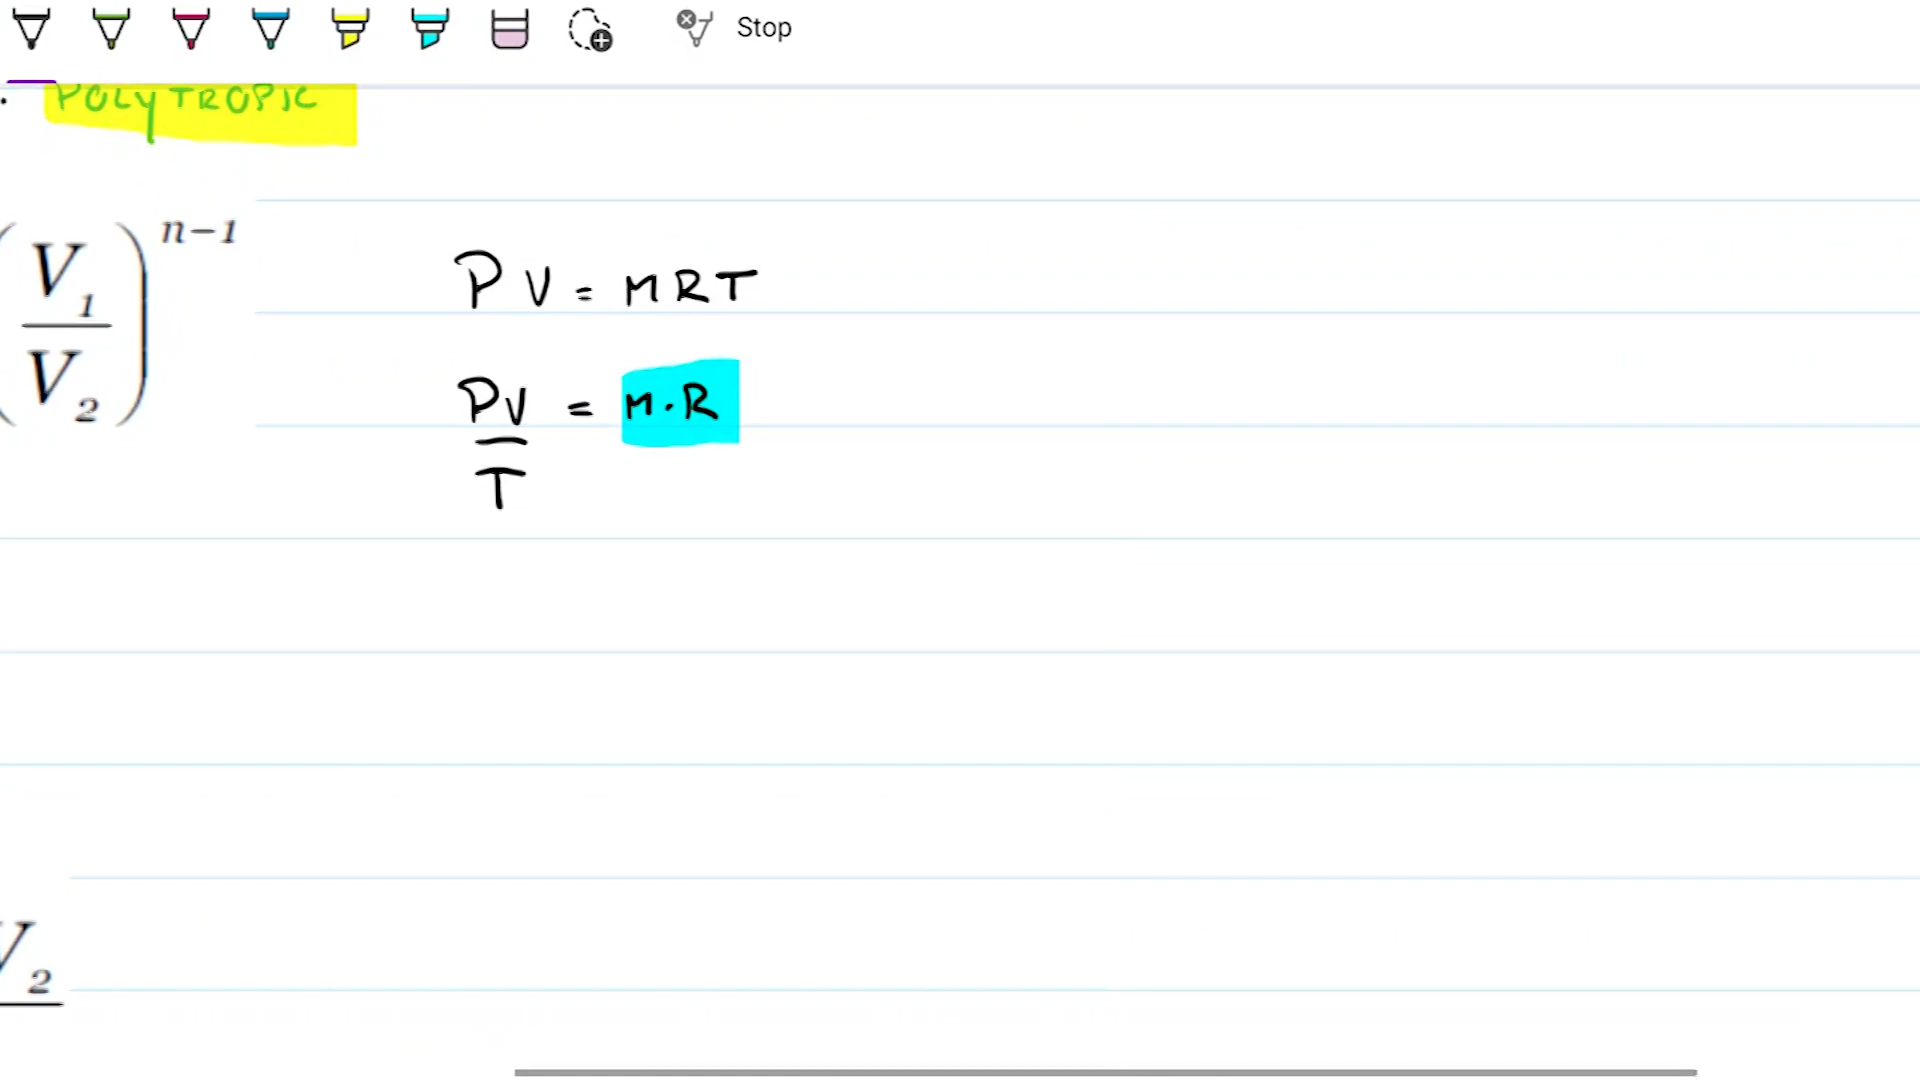 Stop
. POLYTROPIC
(V₁/V₂)ⁿ⁻¹
PV = MRT
PV/T = M·R
V₂